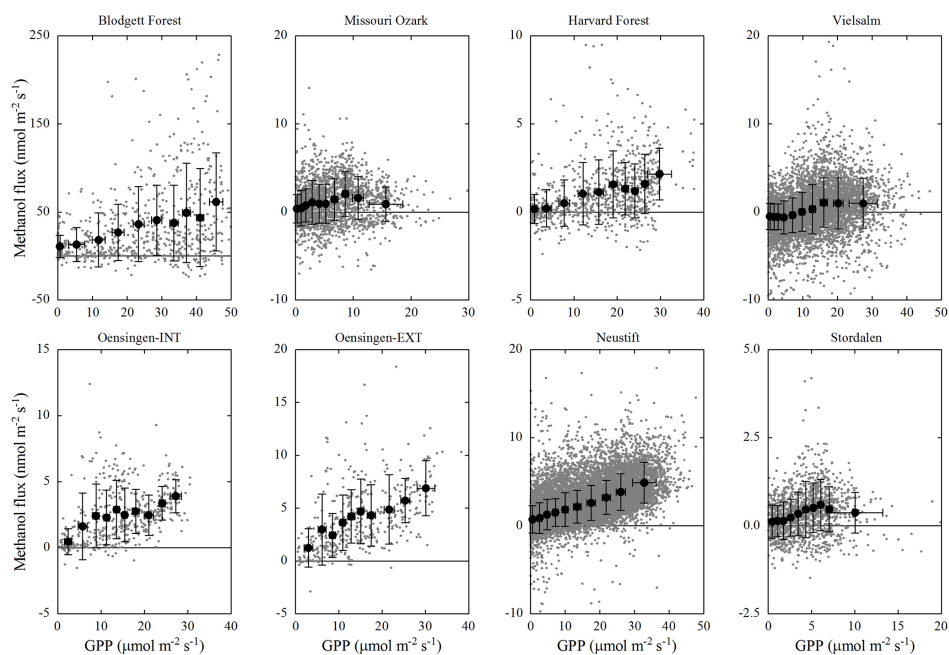 Blodgett Forest Missouri Ozark Harvard Forest Vielsalm
Methanol flux (nmol m⁻² s⁻¹)
250 20 10 20
150 10 5 10
50 0 0 0
-50 -10 -5 -10
0 10 20 30 40 50 0 10 20 30 0 10 20 30 40 0 10 20 30 40 50
Oensingen-INT Oensingen-EXT Neustift Stordalen
Methanol flux (nmol m⁻² s⁻¹)
15 20 20 5.0
10 15 10 2.5
5 10 0 0.0
0 5 -10 -2.5
-5 0
-5
0 10 20 30 40 0 10 20 30 40 0 10 20 30 40 50 0 5 10 15 20
GPP (μmol m⁻² s⁻¹) GPP (μmol m⁻² s⁻¹) GPP (μmol m⁻² s⁻¹) GPP (μmol m⁻² s⁻¹)